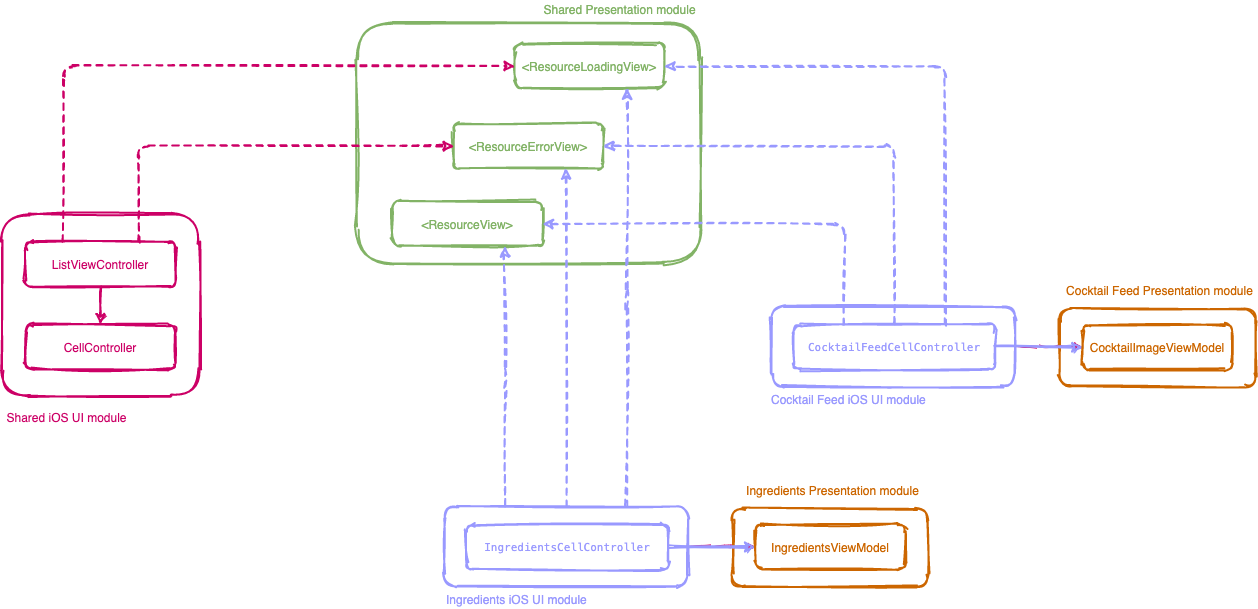 Shared Presentation module
<ResourceLoadingView>
<ResourceErrorView>
<ResourceView>
ListViewController
CellController
Shared iOS UI module
Cocktail Feed Presentation module
CocktailFeedCellController
CocktailImageViewModel
Cocktail Feed iOS UI module
Ingredients Presentation module
IngredientsCellController
IngredientsViewModel
Ingredients iOS UI module